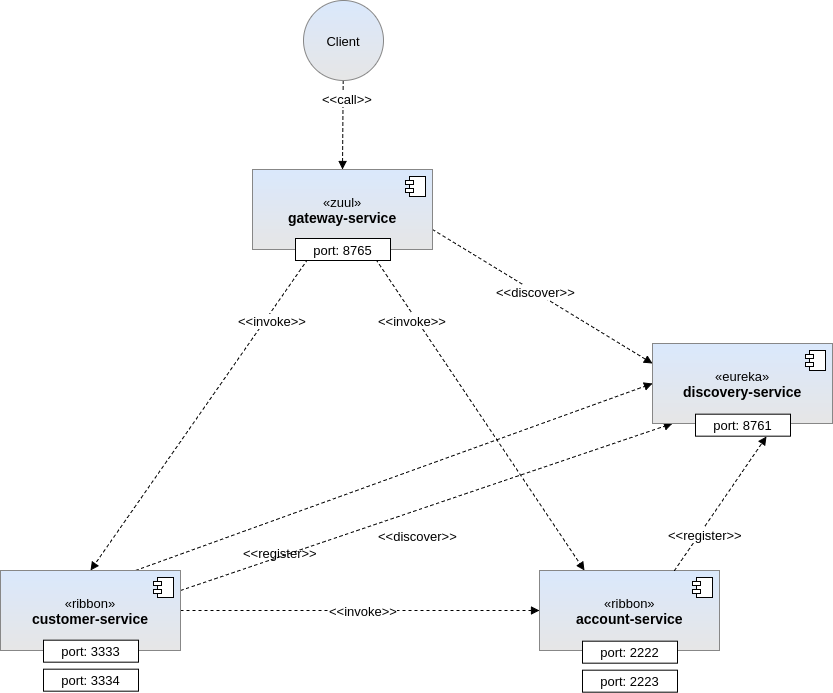 Client
<<call>>
«zuul»
gateway-service
port: 8765
<<discover>>
<<invoke>>
<<invoke>>
«eureka»
discovery-service
port: 8761
<<register>>
<<discover>>
<<register>>
«ribbon»
customer-service
port: 3333
port: 3334
<<invoke>>
«ribbon»
account-service
port: 2222
port: 2223